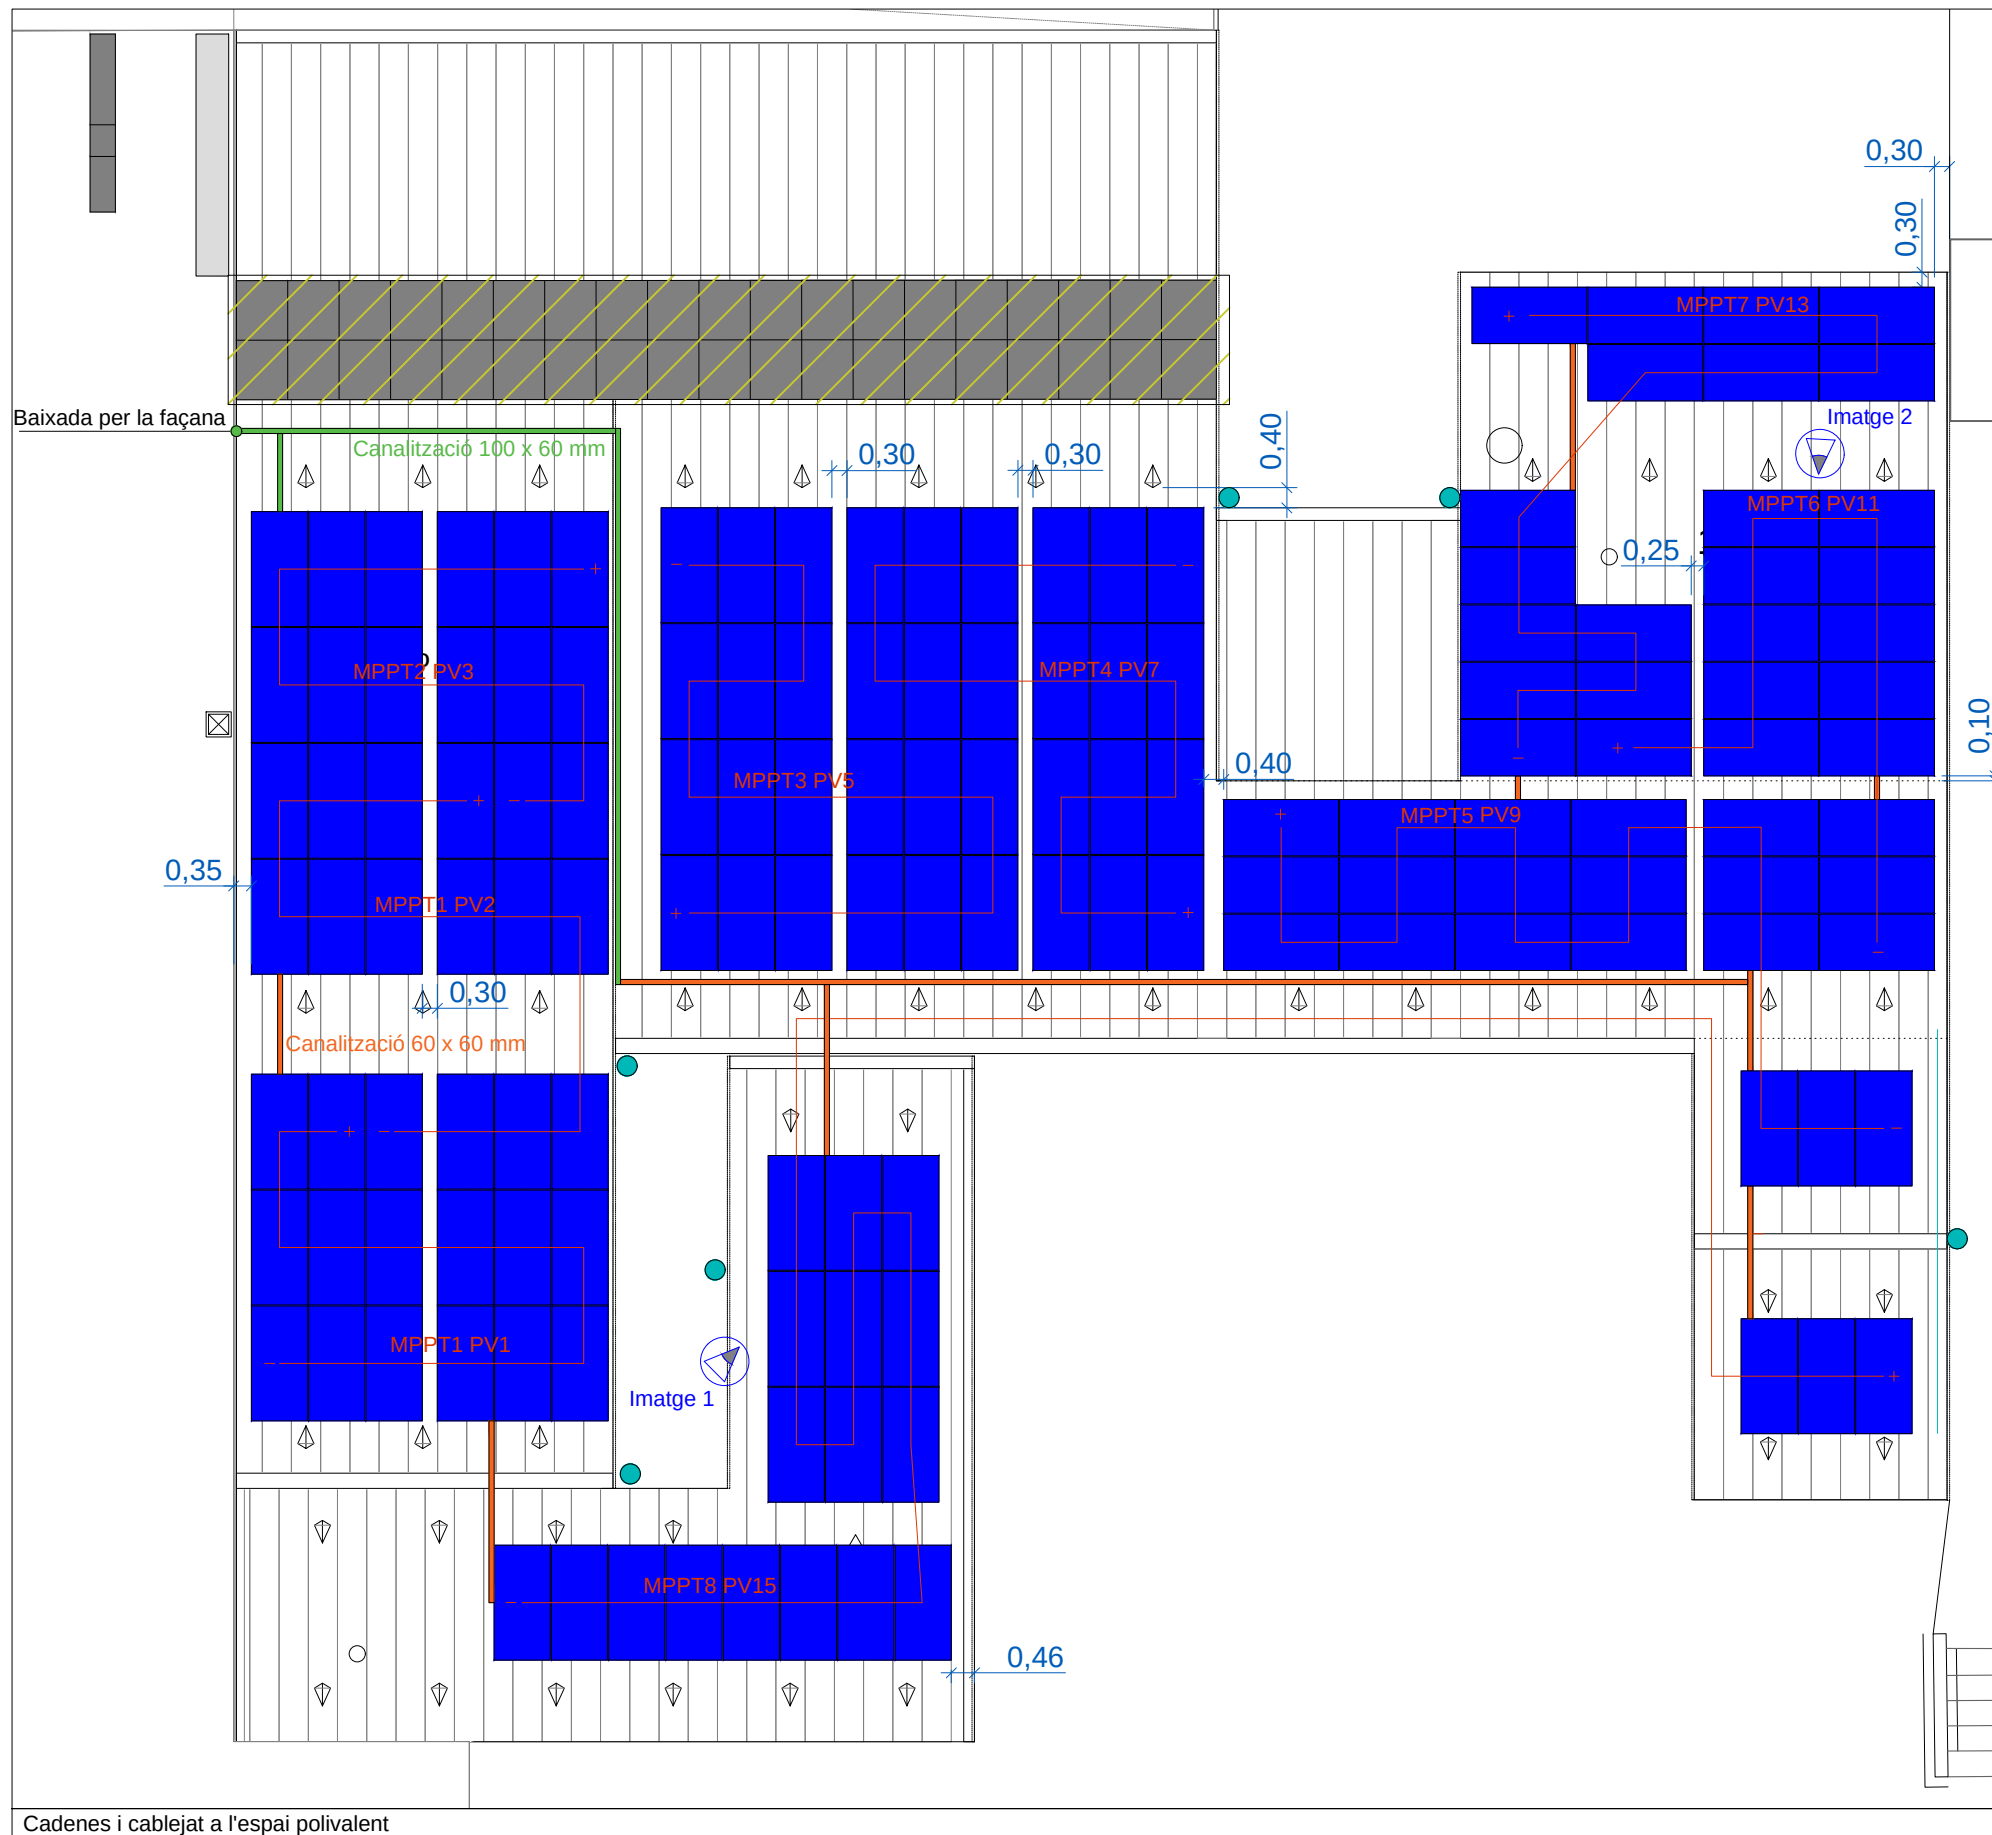 0,30
0,30
MPPT7 PV13
Baixada per la façana
Imatge 2
Canalització 100 x 60 mm
0,30
0,30
0,40
MPPT6 PV11
0,25
MPPT2 PV3
MPPT4 PV7
0,10
MPPT3 PV5
0,40
MPPT5 PV9
0,35
MPPT1 PV2
0,30
Canalització 60 x 60 mm
MPPT1 PV1
Imatge 1
MPPT8 PV15
0,46
Cadenes i cablejat a l'espai polivalent